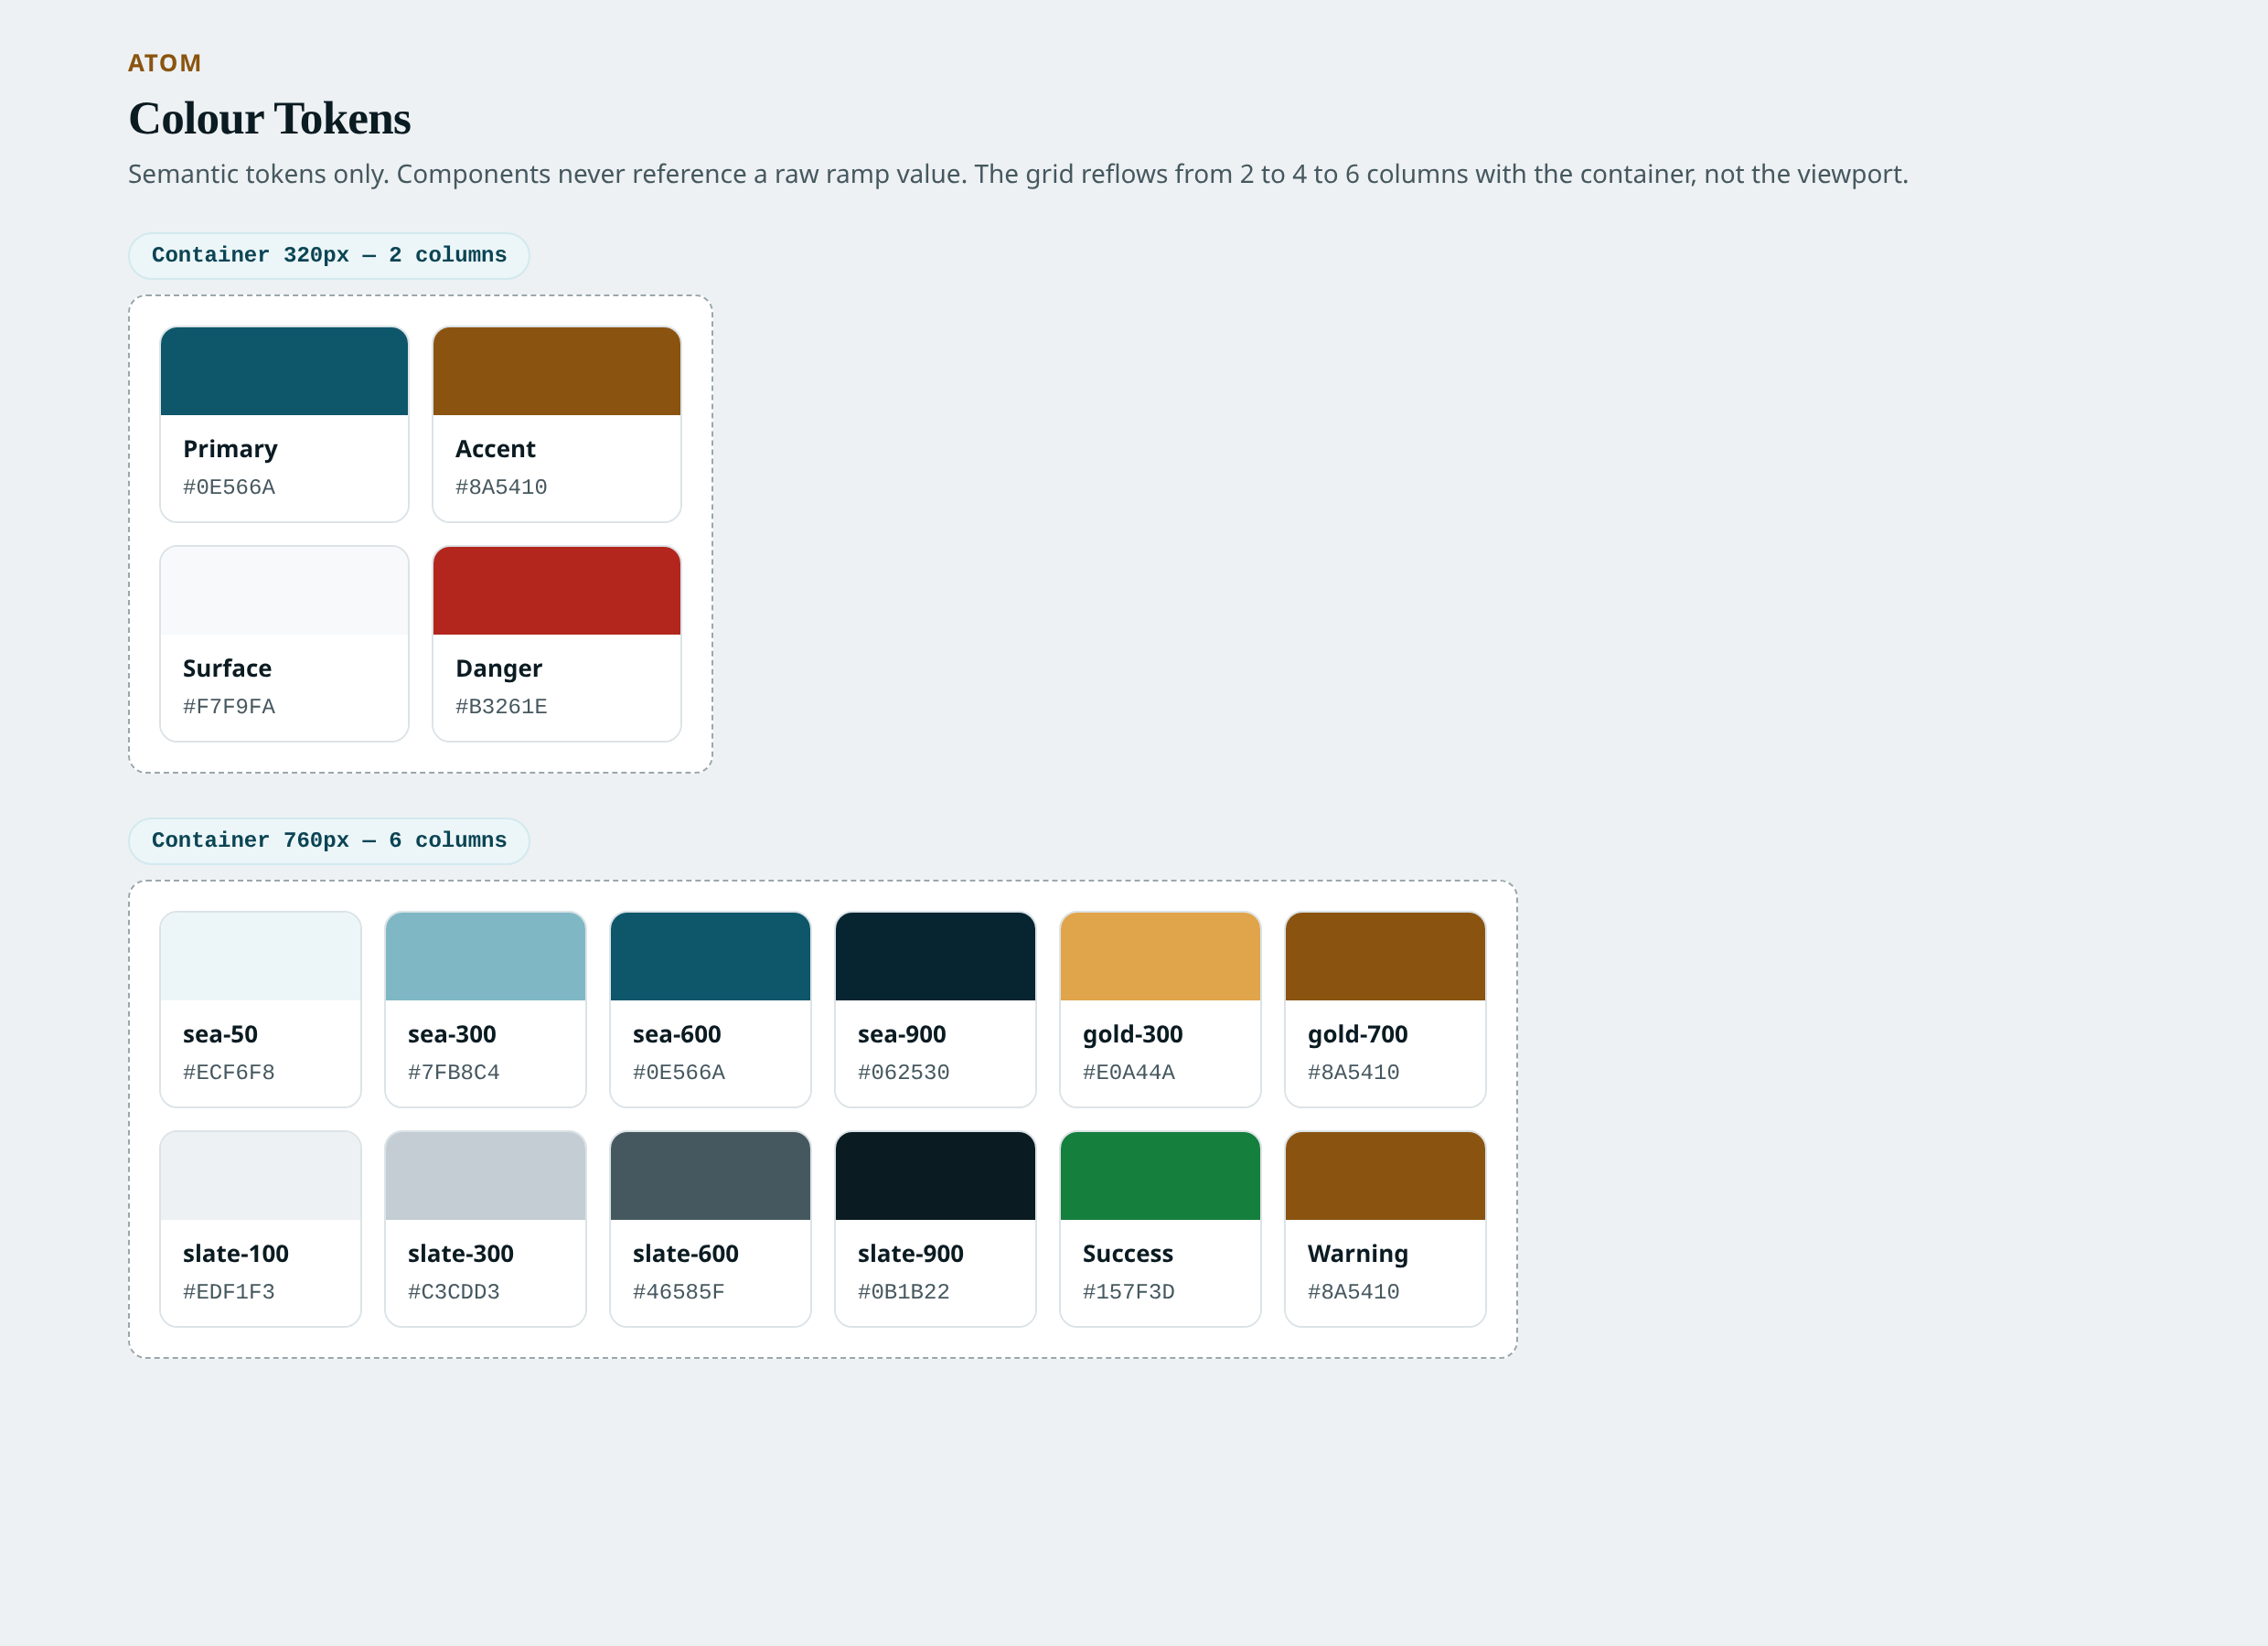 ATOM
Colour Tokens
Semantic tokens only. Components never reference a raw ramp value. The grid reflows from 2 to 4 to 6 columns with the container, not the viewport.
Container 320px — 2 columns
Primary
#0E566A
Accent
#8A5410
Surface
#F7F9FA
Danger
#B3261E
Container 760px — 6 columns
sea-50
#ECF6F8
sea-300
#7FB8C4
sea-600
#0E566A
sea-900
#062530
gold-300
#E0A44A
gold-700
#8A5410
slate-100
#EDF1F3
slate-300
#C3CDD3
slate-600
#46585F
slate-900
#0B1B22
Success
#157F3D
Warning
#8A5410